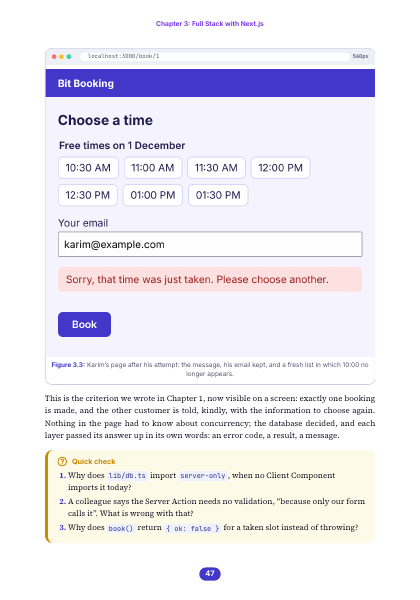 Chapter 3: Full Stack with Next.js
localhost:3000/book/1
560px
Bit Booking
Choose a time
Free times on 1 December
10:30 AM 11:00 AM 11:30 AM 12:00 PM
12:30 PM 01:00 PM 01:30 PM
Your email
karim@example.com
Sorry, that time was just taken. Please choose another.
Book
Figure 3.3: Karim's page after his attempt: the message, his email kept, and a fresh list in which 10:00 no
longer appears.
This is the criterion we wrote in Chapter 1, now visible on a screen: exactly one booking
is made, and the other customer is told, kindly, with the information to choose again.
Nothing in the page had to know about concurrency; the database decided, and each
layer passed its answer up in its own words: an error code, a result, a message.
? Quick check
1. Why does lib/db.ts import server-only, when no Client Component
imports it today?
2. A colleague says the Server Action needs no validation, “because only our form
calls it”. What is wrong with that?
3. Why does book() return { ok: false } for a taken slot instead of throwing?
47